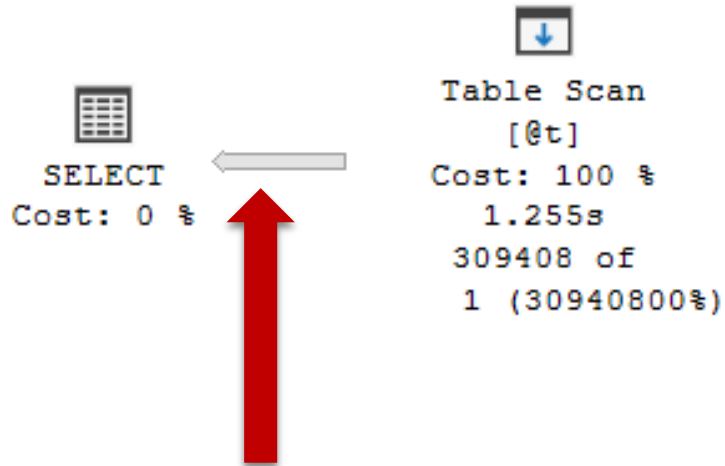 SELECT
Cost: 0 %
Table Scan
[@t]
Cost: 100 %
1.255s
309408 of
1 (30940800%)